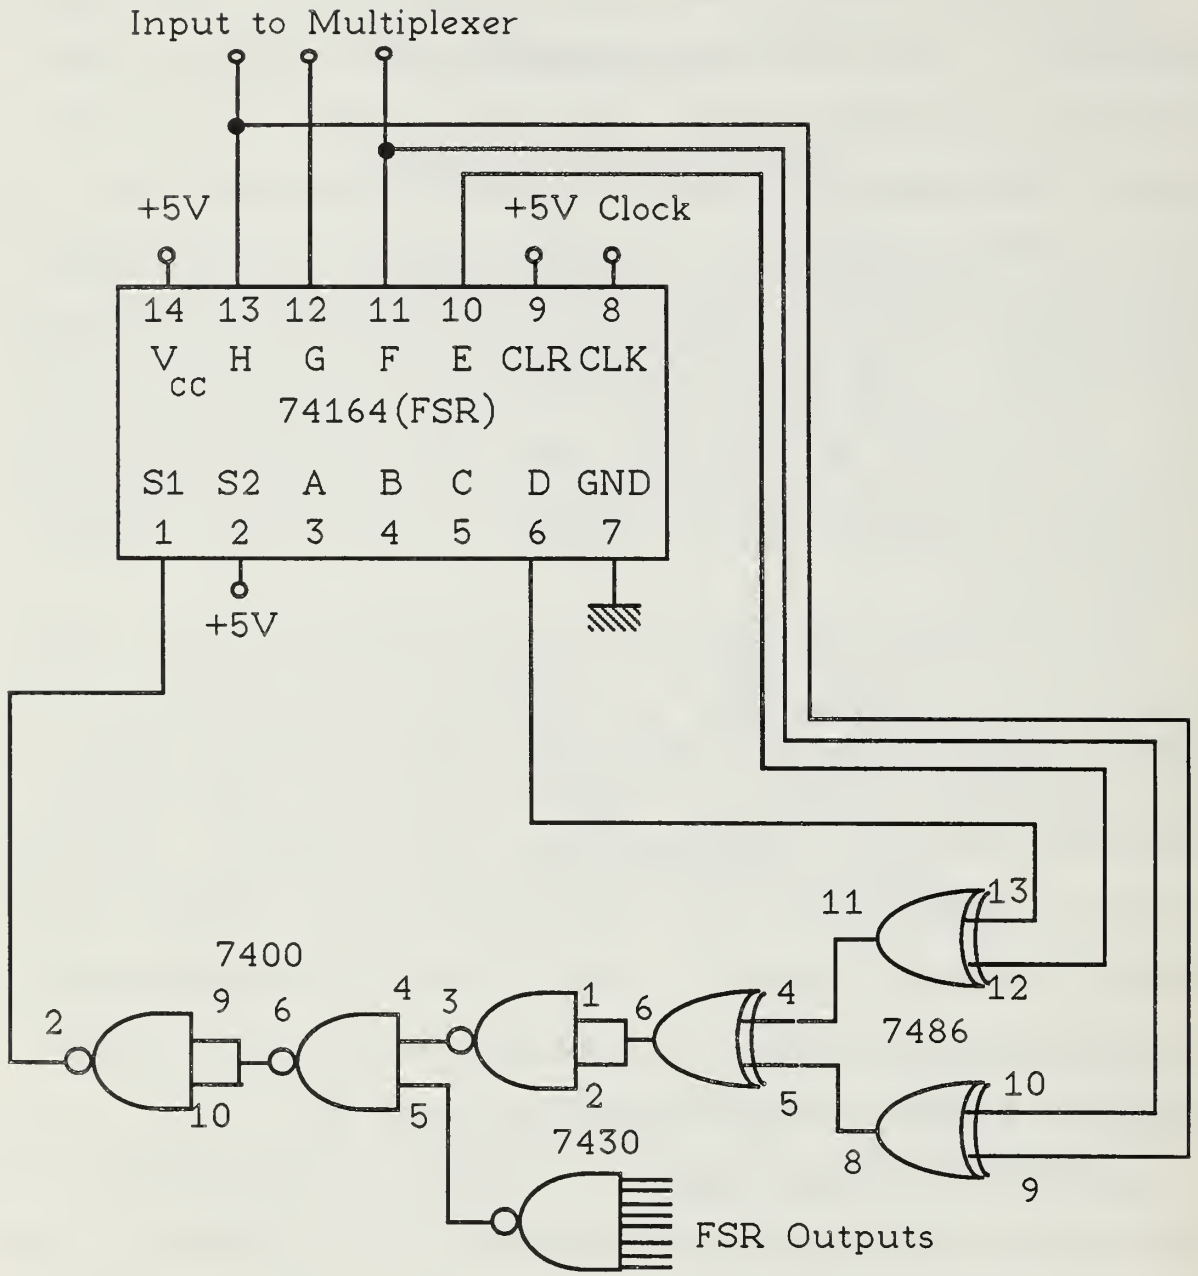 Input to Multiplexer
+5V
+5V Clock
14 13 12 11 10 9 8
VCC H G F E CLR CLK
74164(FSR)
S1 S2 A B C D GND
1 2 3 4 5 6 7
+5V
13
11
12
7400
9
6
4
3
1
6
4
2
7486
10
2
5
5
10
7430
8
9
FSR Outputs